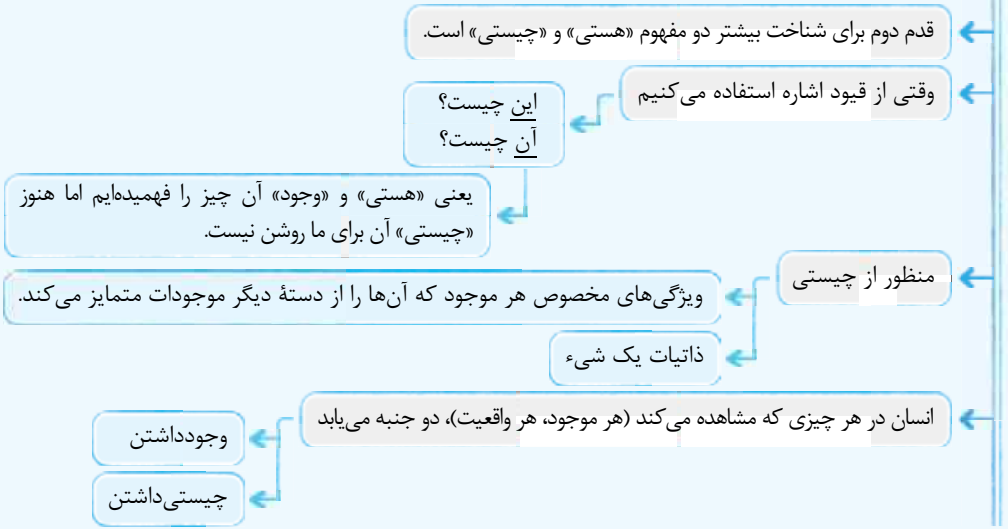 قدم دوم برای شناخت بیشتر دو مفهوم «هستی» و «چیستی» است.
وقتی از قیود اشاره استفاده می‌کنیم
این چیست؟
آن چیست؟
یعنی «هستی» و «وجود» آن چیز را فهمیده‌ایم اما هنوز
«چیستی» آن برای ما روشن نیست.
منظور از چیستی
ویژگی‌های مخصوص هر موجود که آن‌ها را از دستهٔ دیگر موجودات متمایز می‌کند.
ذاتیات یک شیء
انسان در هر چیزی که مشاهده می‌کند (هر موجود، هر واقعیت)، دو جنبه می‌یابد
وجودداشتن
چیستی‌داشتن